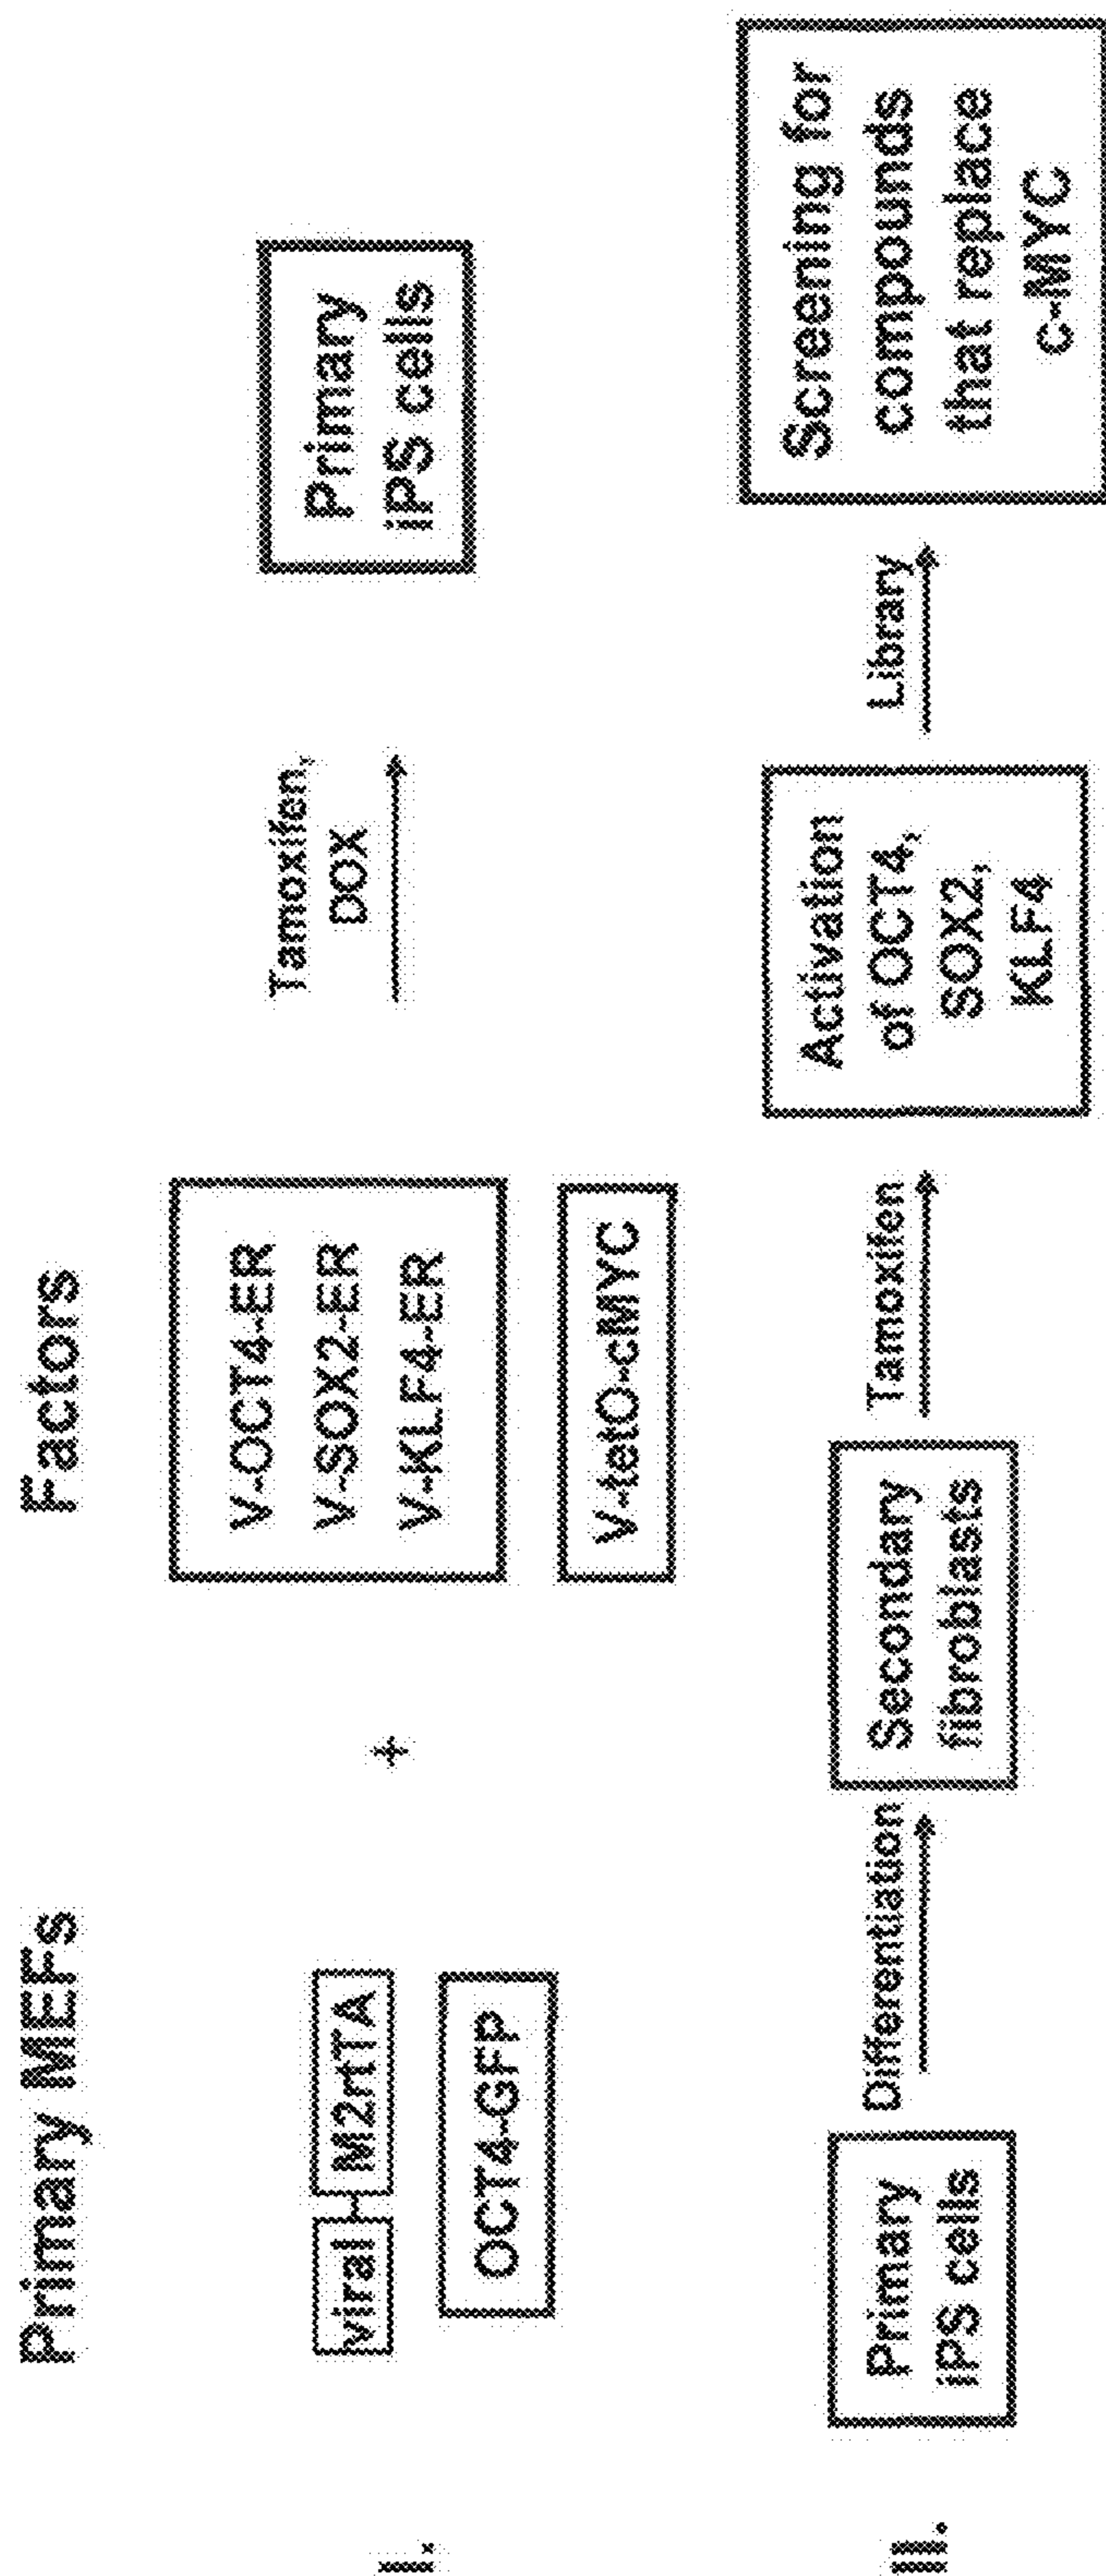 Primary MEFs
Factors
i.
viral
M2rtTA
OCT4-GFP
+
V-OCT4-ER
V-SOX2-ER
V-KLF4-ER
V-tetO-cMYC
Tamoxifen,
DOX
Primary
iPS cells
ii.
Primary
iPS cells
Differentiation
Secondary
fibroblasts
Tamoxifen
Activation
of OCT4,
SOX2,
KLF4
Library
Screening for
compounds
that replace
c-MYC